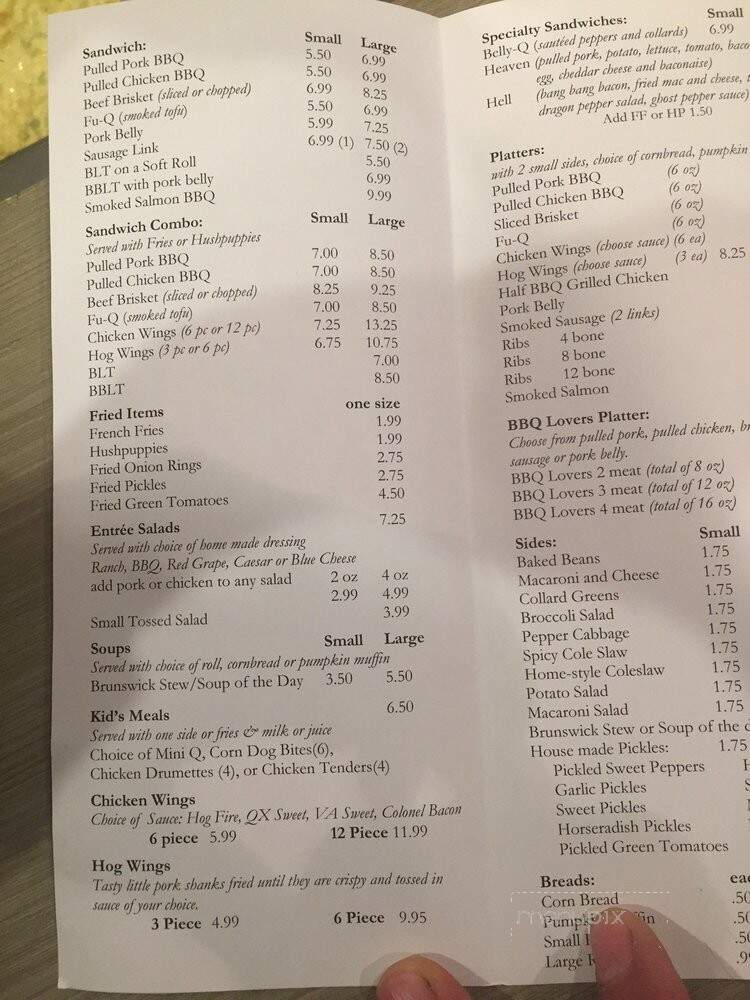 Sandwich: Small Large
Pulled Pork BBQ 5.50 6.99
Pulled Chicken BBQ 5.50 6.99
Beef Brisket (sliced or chopped) 6.99 8.25
Fu-Q (smoked tofu) 5.50 6.99
Pork Belly 5.99 7.25
Sausage Link 6.99 (1) 7.50 (2)
BLT on a Soft Roll 5.50
BBLT with pork belly 6.99
Smoked Salmon BBQ 9.99
Sandwich Combo: Small Large
Served with Fries or Hushpuppies
Pulled Pork BBQ 7.00 8.50
Pulled Chicken BBQ 7.00 8.50
Beef Brisket (sliced or chopped) 8.25 9.25
Fu-Q (smoked tofu) 7.00 8.50
Chicken Wings (6 pc or 12 pc) 7.25 13.25
Hog Wings (3 pc or 6 pc) 6.75 10.75
BLT 7.00
BBLT 8.50
Fried Items one size
French Fries 1.99
Hushpuppies 1.99
Fried Onion Rings 2.75
Fried Pickles 2.75
Fried Green Tomatoes 4.50
Entrée Salads 7.25
Served with choice of home made dressing
Ranch, BBQ, Red Grape, Caesar or Blue Cheese
add pork or chicken to any salad 2 oz 4 oz
2.99 4.99
Small Tossed Salad 3.99
Soups Small Large
Served with choice of roll, cornbread or pumpkin muffin
Brunswick Stew/Soup of the Day 3.50 5.50
Kid's Meals 6.50
Served with one side or fries & milk or juice
Choice of Mini Q, Corn Dog Bites(6),
Chicken Drumettes (4), or Chicken Tenders(4)
Chicken Wings
Choice of Sauce: Hog Fire, QX Sweet, VA Sweet, Colonel Bacon
6 piece 5.99 12 Piece 11.99
Hog Wings
Tasty little pork shanks fried until they are crispy and tossed in
sauce of your choice.
3 Piece 4.99 6 Piece 9.95
Specialty Sandwiches: Small
Belly-Q (sautéed peppers and collards) 6.99
Heaven (pulled pork, potato, lettuce, tomato, baco
egg, cheddar cheese and baconaise)
Hell (bang bang bacon, fried mac and cheese,
dragon pepper salad, ghost pepper sauce)
Add FF or HP 1.50
Platters:
with 2 small sides, choice of cornbread, pumpkin
Pulled Pork BBQ (6 oz)
Pulled Chicken BBQ (6 oz)
Sliced Brisket (6 oz)
Fu-Q (6 oz)
Chicken Wings (choose sauce) (6 ea)
Hog Wings (choose sauce) (3 ea) 8.25
Half BBQ Grilled Chicken
Pork Belly
Smoked Sausage (2 links)
Ribs 4 bone
Ribs 8 bone
Ribs 12 bone
Smoked Salmon
BBQ Lovers Platter:
Choose from pulled pork, pulled chicken, br
sausage or pork belly.
BBQ Lovers 2 meat (total of 8 oz)
BBQ Lovers 3 meat (total of 12 oz)
BBQ Lovers 4 meat (total of 16 oz)
Sides: Small
Baked Beans 1.75
Macaroni and Cheese 1.75
Collard Greens 1.75
Broccoli Salad 1.75
Pepper Cabbage 1.75
Spicy Cole Slaw 1.75
Home-style Coleslaw 1.75
Potato Salad 1.75
Macaroni Salad 1.75
Brunswick Stew or Soup of the d
House made Pickles: 1.75
Pickled Sweet Peppers
Garlic Pickles
Sweet Pickles
Horseradish Pickles
Pickled Green Tomatoes
Breads: eac
Corn Bread .50
.50
Small .50
Large .9